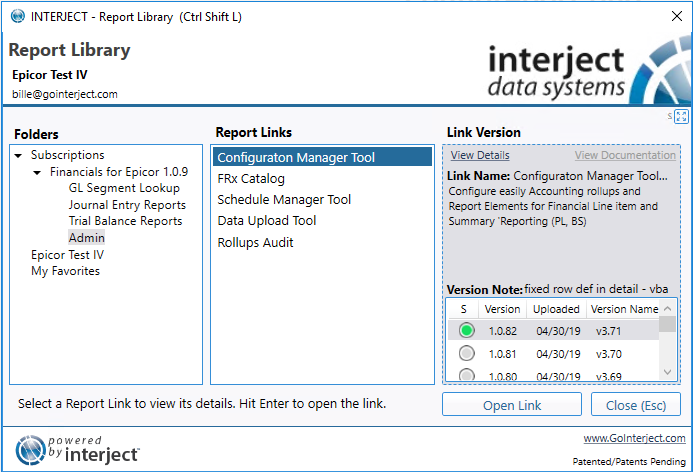 INTERJECT - Report Library  (Ctrl Shift L)
Report Library
Epicor Test IV
bille@gointerject.com
interject
data systems
S
Folders
Subscriptions
Financials for Epicor 1.0.9
GL Segment Lookup
Journal Entry Reports
Trial Balance Reports
Admin
Epicor Test IV
My Favorites
Report Links
Configuraton Manager Tool
FRx Catalog
Schedule Manager Tool
Data Upload Tool
Rollups Audit
Link Version
View Details View Documentation
Link Name: Configuraton Manager Tool...
Configure easily Accounting rollups and
Report Elements for Financial Line item and
Summary 'Reporting (PL, BS)
Version Note: fixed row def in detail - vba
S Version Uploaded Version Name
1.0.82 04/30/19 v3.71
1.0.81 04/30/19 v3.70
1.0.80 04/30/19 v3.69
Select a Report Link to view its details. Hit Enter to open the link.
Open Link Close (Esc)
powered
by interject
www.GoInterject.com
Patented/Patents Pending